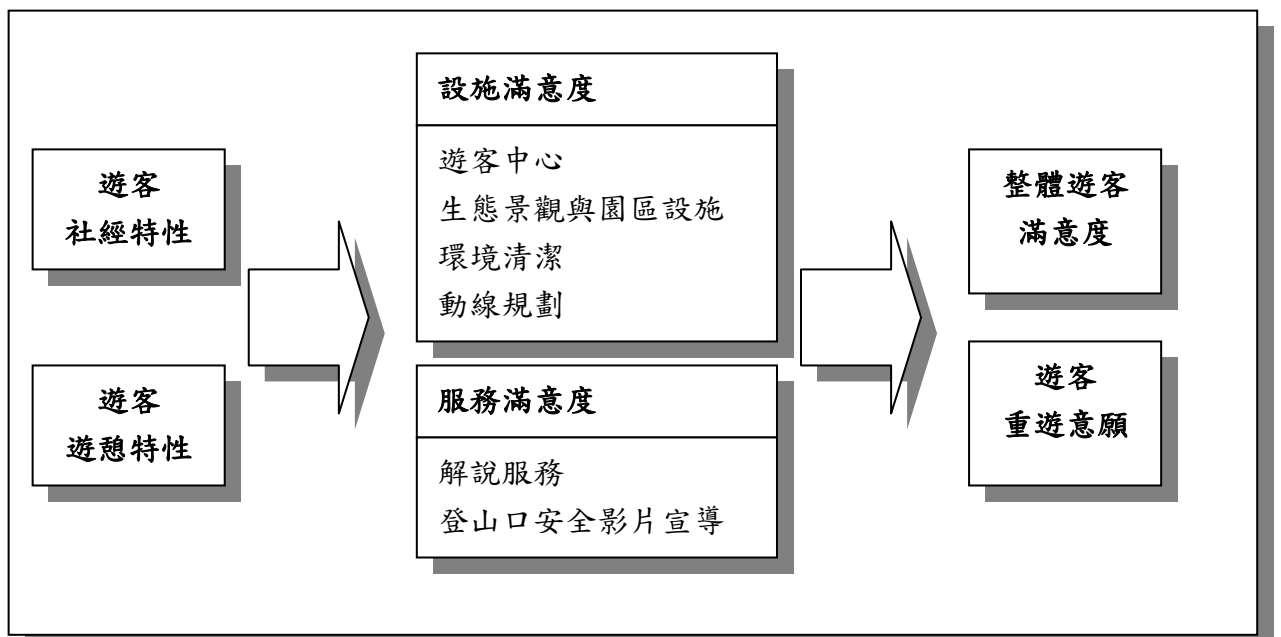 遊客
社經特性
遊客
遊憩特性
設施滿意度
遊客中心
生態景觀與園區設施
環境清潔
動線規劃
服務滿意度
解說服務
登山口安全影片宣導
整體遊客
滿意度
遊客
重遊意願